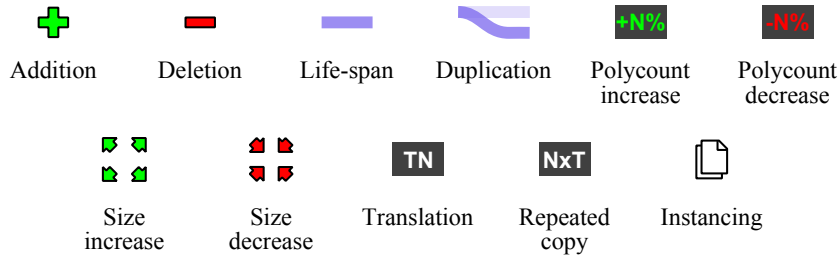 +N% -N%
Addition Deletion Life-span Duplication Polycount increase Polycount decrease
TN NxT
Size increase Size decrease Translation Repeated copy Instancing